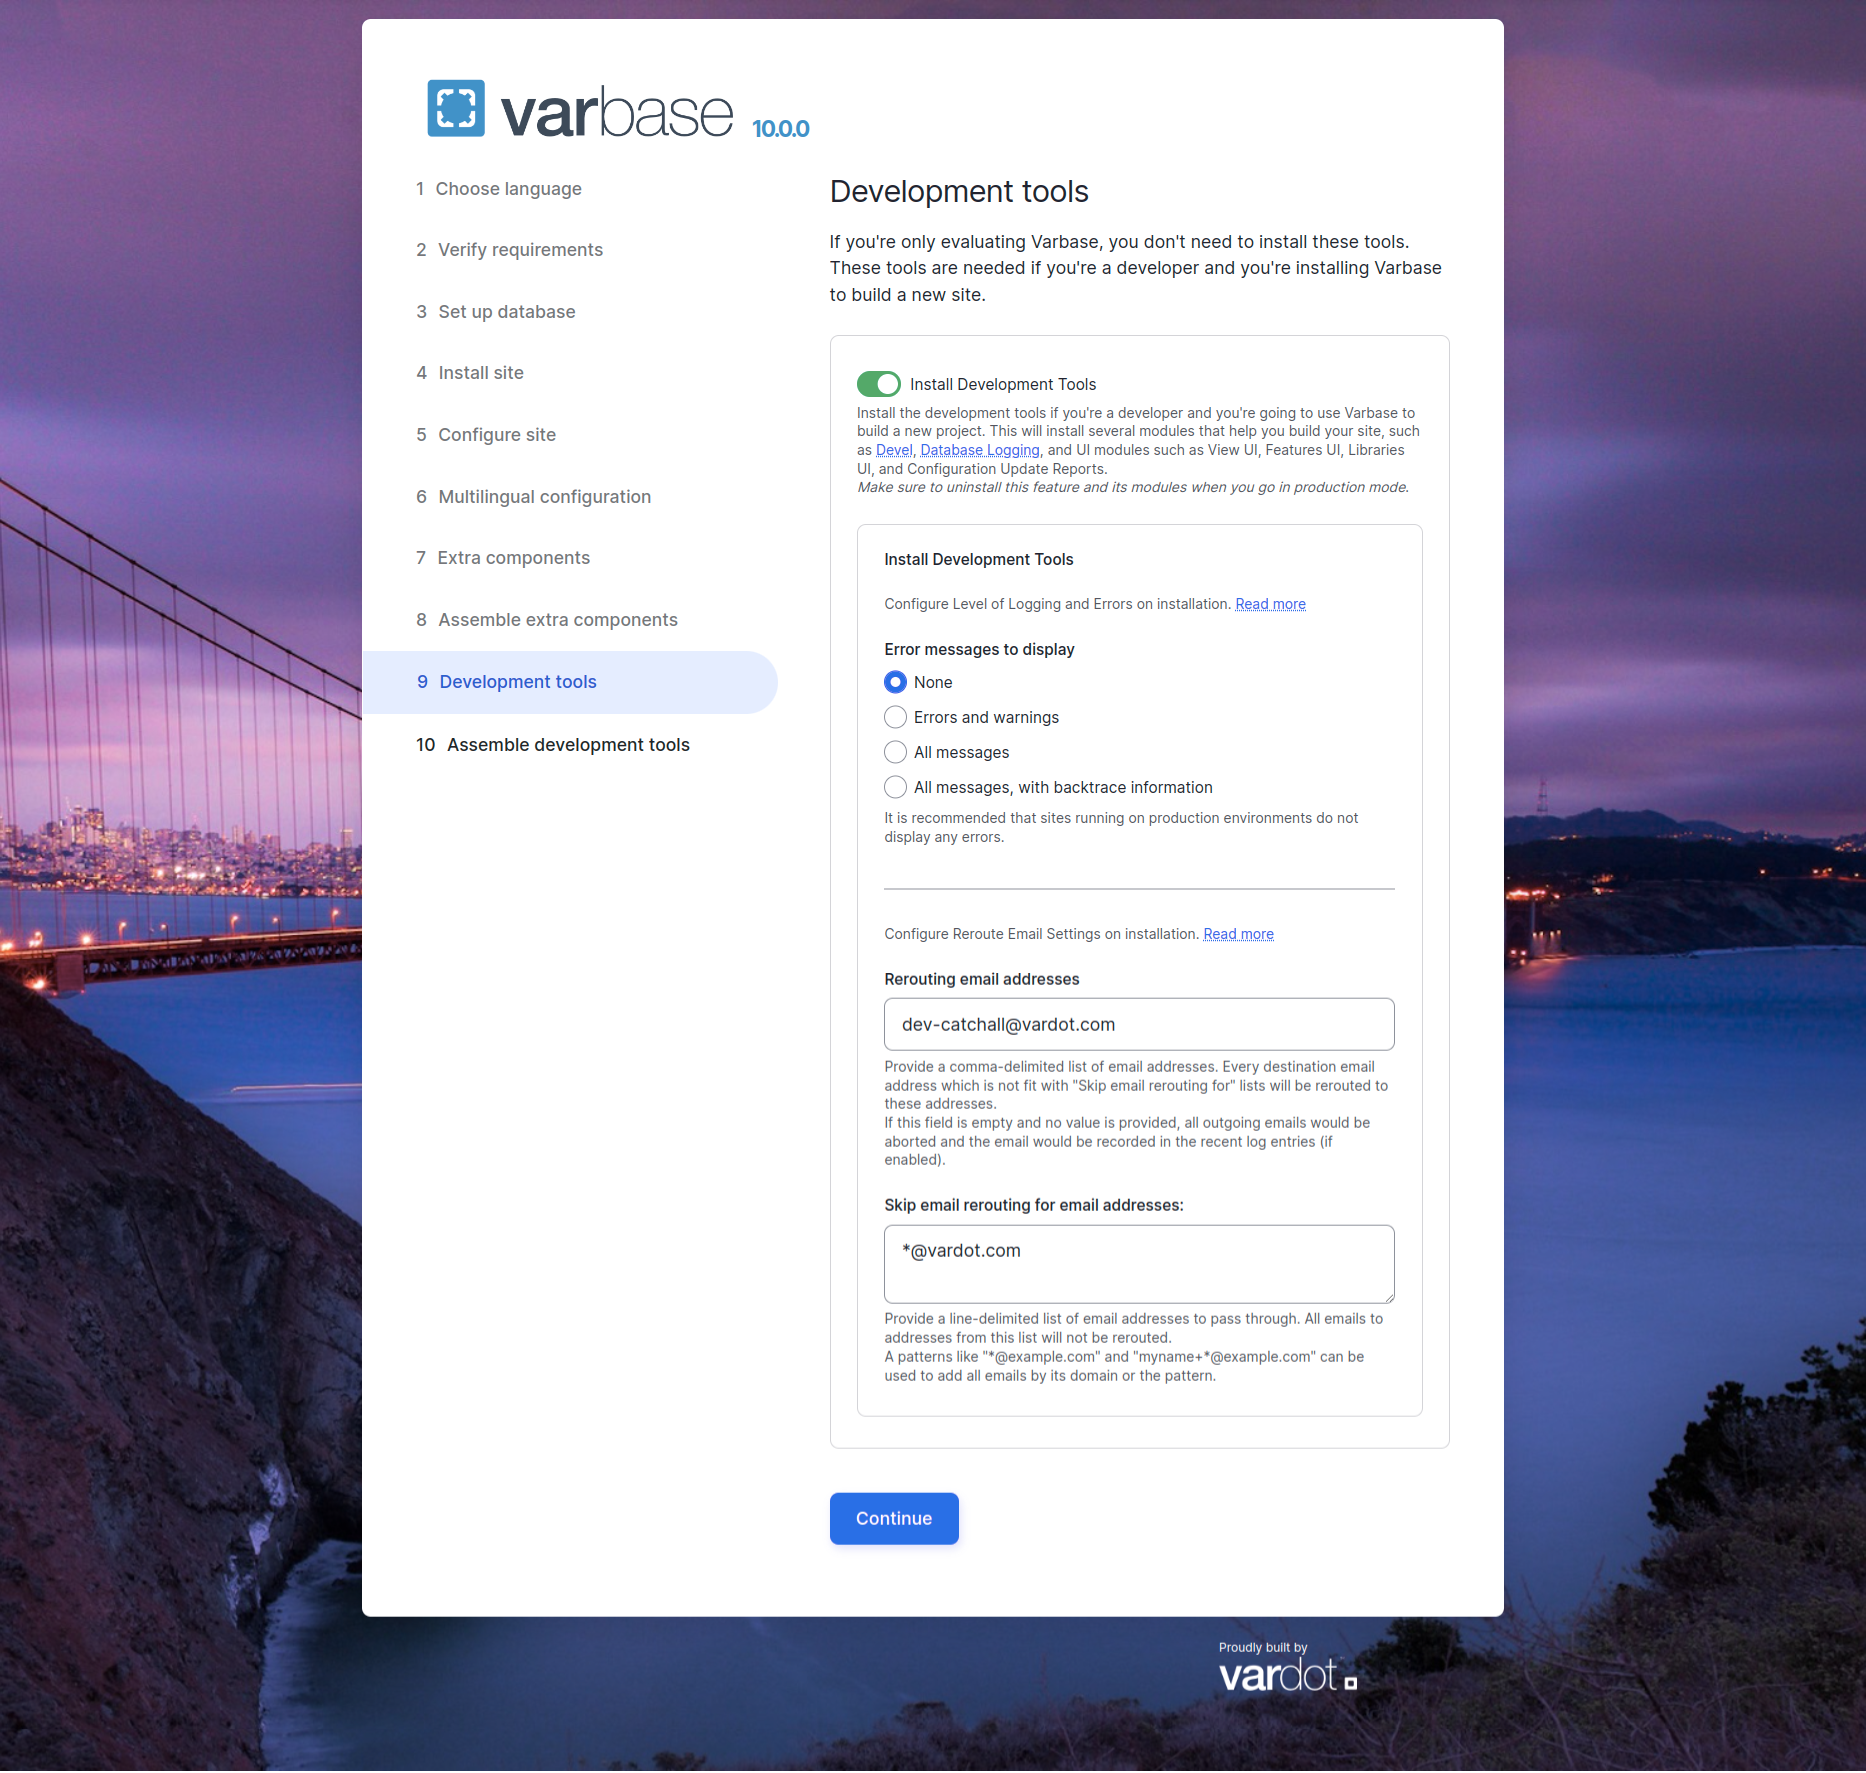 varbase 10.0.0
1 Choose language
2 Verify requirements
3 Set up database
4 Install site
5 Configure site
6 Multilingual configuration
7 Extra components
8 Assemble extra components
9 Development tools
10 Assemble development tools
Development tools
If you're only evaluating Varbase, you don't need to install these tools.
These tools are needed if you're a developer and you're installing Varbase
to build a new site.
Install Development Tools
Install the development tools if you're a developer and you're going to use Varbase to
build a new project. This will install several modules that help you build your site, such
as Devel, Database Logging, and UI modules such as View UI, Features UI, Libraries
UI, and Configuration Update Reports.
Make sure to uninstall this feature and its modules when you go in production mode.
Install Development Tools
Configure Level of Logging and Errors on installation. Read more
Error messages to display
None
Errors and warnings
All messages
All messages, with backtrace information
It is recommended that sites running on production environments do not
display any errors.
Configure Reroute Email Settings on installation. Read more
Rerouting email addresses
dev-catchall@vardot.com
Provide a comma-delimited list of email addresses. Every destination email
address which is not fit with "Skip email rerouting for" lists will be rerouted to
these addresses.
If this field is empty and no value is provided, all outgoing emails would be
aborted and the email would be recorded in the recent log entries (if
enabled).
Skip email rerouting for email addresses:
*@vardot.com
Provide a line-delimited list of email addresses to pass through. All emails to
addresses from this list will not be rerouted.
A patterns like "*@example.com" and "myname+*@example.com" can be
used to add all emails by its domain or the pattern.
Continue
Proudly built by
vardot